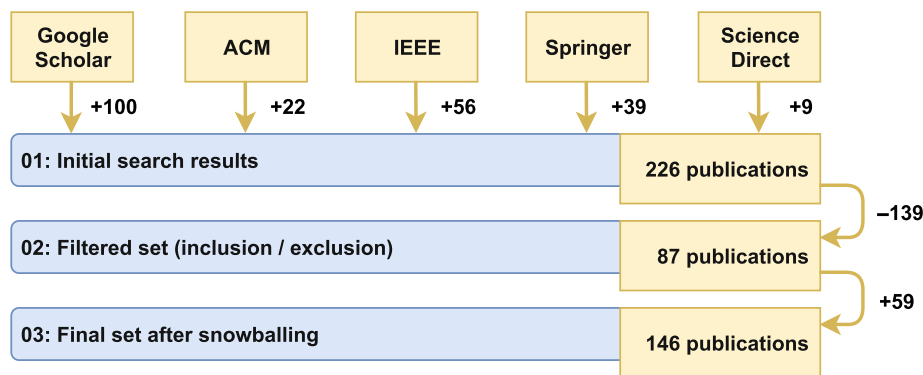 Google
Scholar
ACM
IEEE
Springer
Science
Direct
+100
+22
+56
+39
+9
01: Initial search results
226 publications
–139
02: Filtered set (inclusion / exclusion)
87 publications
+59
03: Final set after snowballing
146 publications